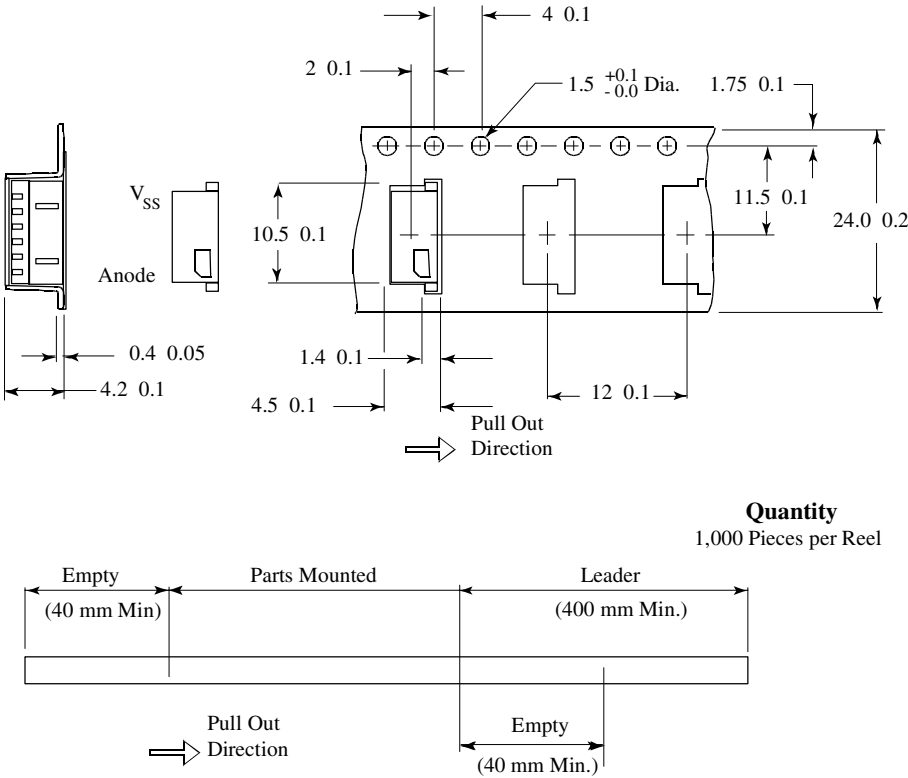 4 0.1
2 0.1
1.5 +0.1 - 0.0 Dia.
1.75 0.1
VSS
10.5 0.1
11.5 0.1
24.0 0.2
Anode
0.4 0.05
1.4 0.1
4.2 0.1
4.5 0.1
12 0.1
Pull Out
Direction
Quantity
1,000 Pieces per Reel
Empty
(40 mm Min)
Parts Mounted
Leader
(400 mm Min.)
Pull Out
Direction
Empty
(40 mm Min.)